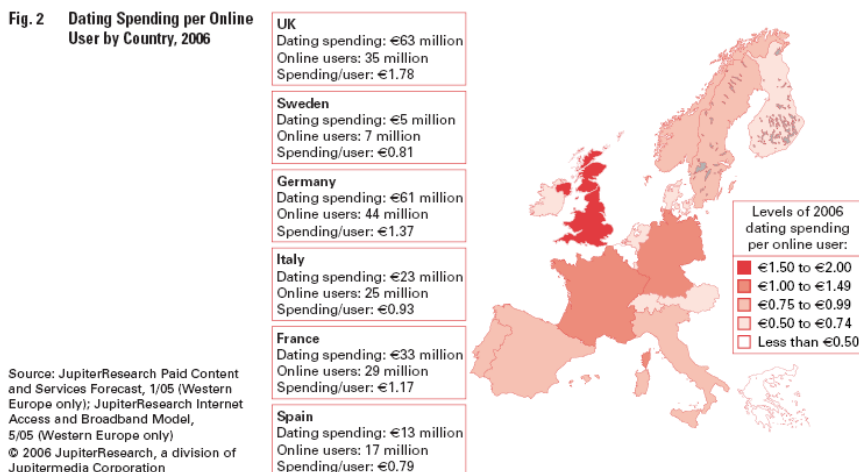 Fig. 2 Dating Spending per Online
User by Country, 2006
UK
Dating spending: €63 million
Online users: 35 million
Spending/user: €1.78
Sweden
Dating spending: €5 million
Online users: 7 million
Spending/user: €0.81
Germany
Dating spending: €61 million
Online users: 44 million
Spending/user: €1.37
Italy
Dating spending: €23 million
Online users: 25 million
Spending/user: €0.93
France
Dating spending: €33 million
Online users: 29 million
Spending/user: €1.17
Spain
Dating spending: €13 million
Online users: 17 million
Spending/user: €0.79
Levels of 2006
dating spending
per online user:
€1.50 to €2.00
€1.00 to €1.49
€0.75 to €0.99
€0.50 to €0.74
Less than €0.50
Source: JupiterResearch Paid Content
and Services Forecast, 1/05 (Western
Europe only); JupiterResearch Internet
Access and Broadband Model,
5/05 (Western Europe only)
© 2006 JupiterResearch, a division of
Jupitermedia Corporation